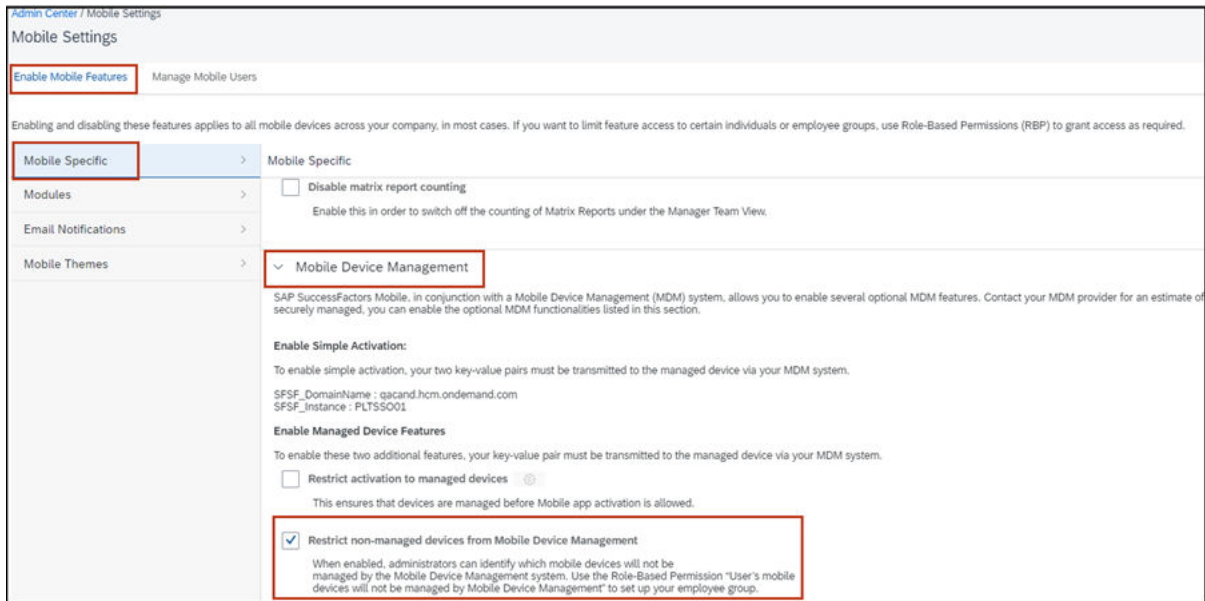 Admin Center / Mobile Settings
Mobile Settings
Enable Mobile Features Manage Mobile Users
Enabling and disabling these features applies to all mobile devices across your company, in most cases. If you want to limit feature access to certain individuals or employee groups, use Role-Based Permissions (RBP) to grant access as required.
Mobile Specific
Modules
Email Notifications
Mobile Themes
Mobile Specific
Disable matrix report counting
Enable this in order to switch off the counting of Matrix Reports under the Manager Team View.
Mobile Device Management
SAP SuccessFactors Mobile, in conjunction with a Mobile Device Management (MDM) system, allows you to enable several optional MDM features. Contact your MDM provider for an estimate of
securely managed, you can enable the optional MDM functionalities listed in this section.
Enable Simple Activation:
To enable simple activation, your two key-value pairs must be transmitted to the managed device via your MDM system.
SFSF_DomainName : qacand.hcm.ondemand.com
SFSF_Instance : PLTSSO01
Enable Managed Device Features
To enable these two additional features, your key-value pair must be transmitted to the managed device via your MDM system.
Restrict activation to managed devices
This ensures that devices are managed before Mobile app activation is allowed.
Restrict non-managed devices from Mobile Device Management
When enabled, administrators can identify which mobile devices will not be
managed by the Mobile Device Management system. Use the Role-Based Permission "User's mobile
devices will not be managed by Mobile Device Management" to set up your employee group.